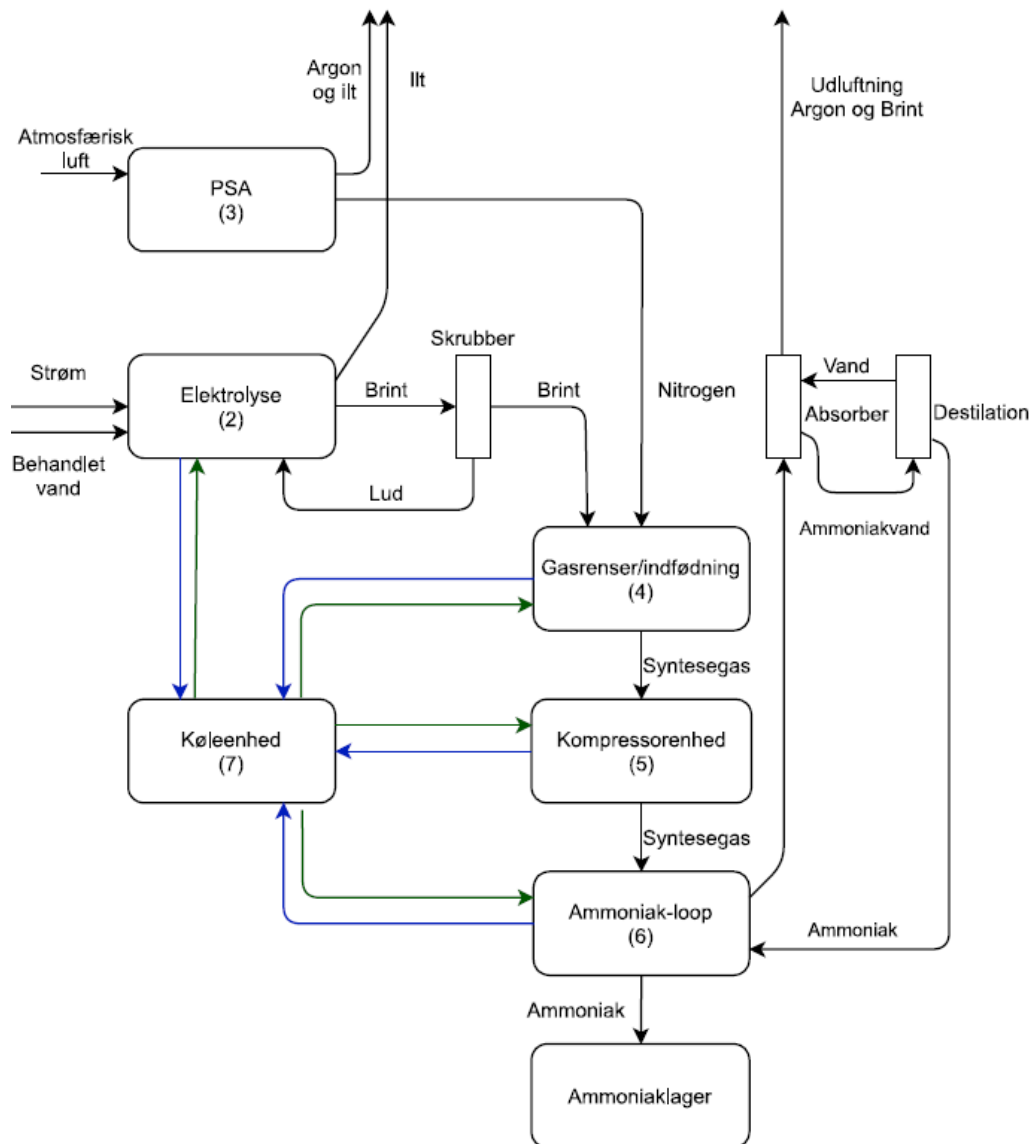 Argon
og ilt
Ilt
Udluftning
Argon og Brint
Atmosfærisk
luft
PSA
(3)
Skrubber
Strøm
Elektrolyse
(2)
Brint
Brint
Nitrogen
Vand
Absorber
Destilation
Behandlet
vand
Lud
Ammoniakvand
Gasrenser/indfødning
(4)
Syntesegas
Køleenhed
(7)
Kompressorenhed
(5)
Syntesegas
Ammoniak-loop
(6)
Ammoniak
Ammoniak
Ammoniaklager